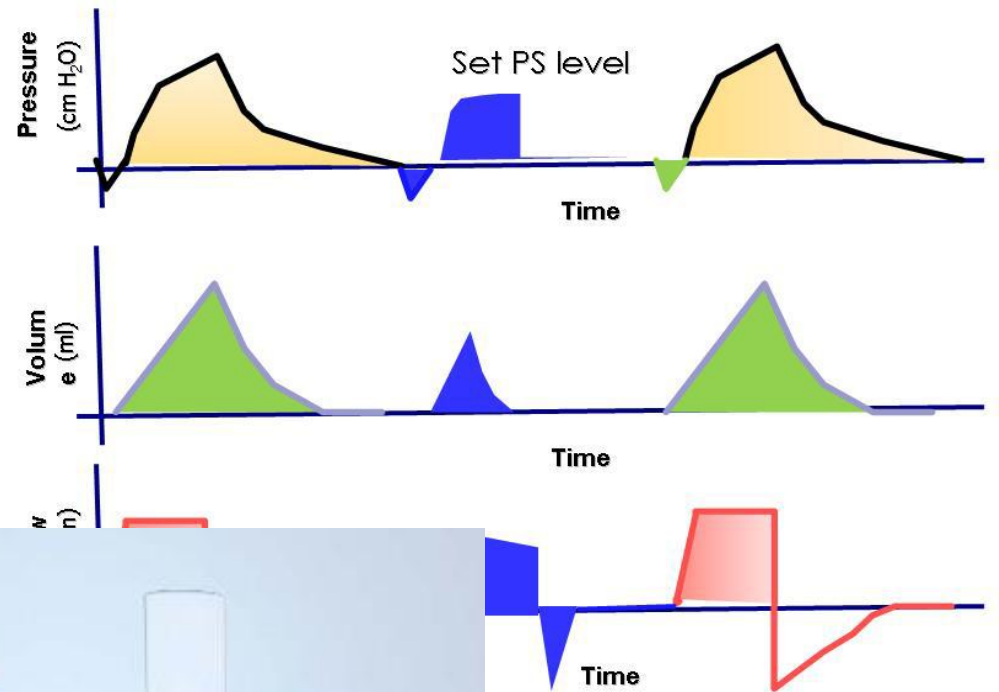 Pressure
(cm H₂O)
Set PS level
Time
Volum
e (ml)
Time
Time